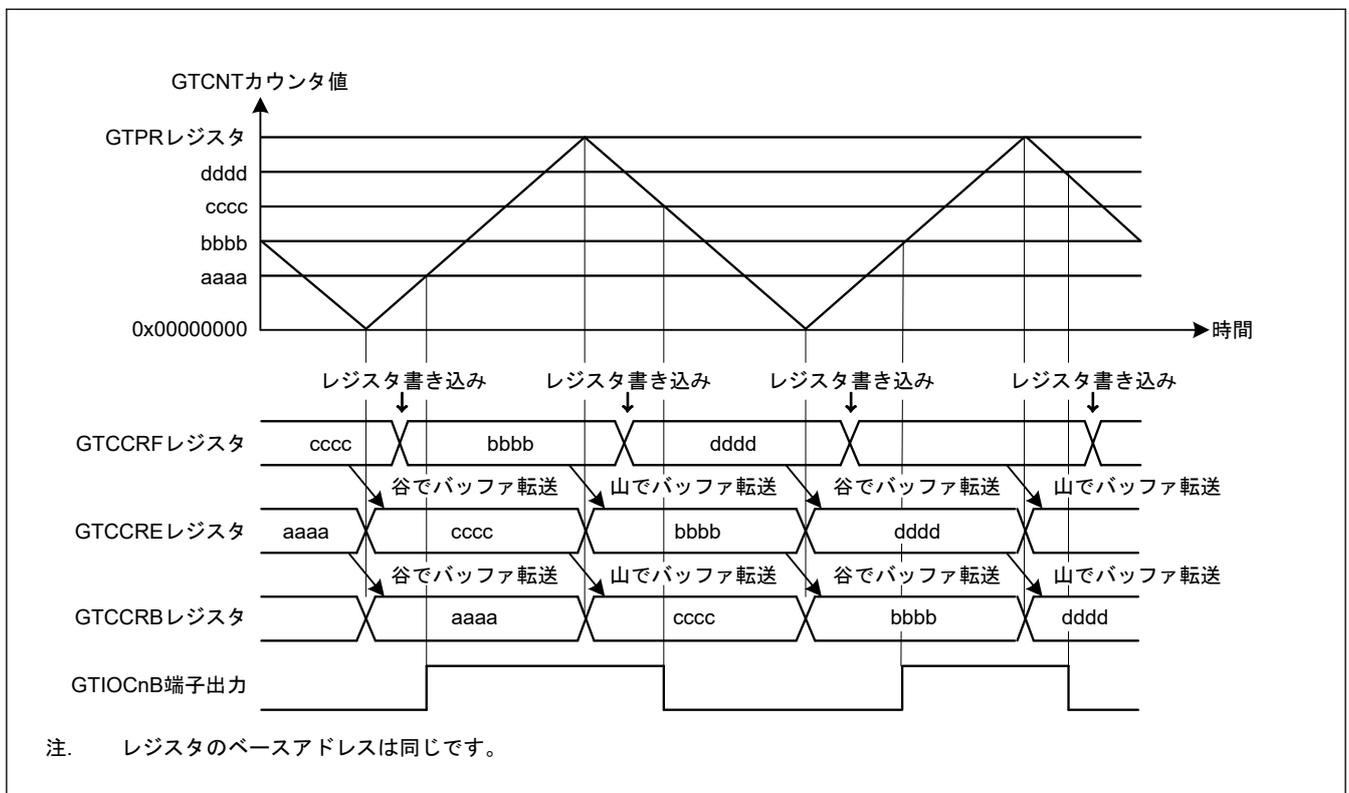 GTCNTカウンタ値
GTPRレジスタ
dddd
cccc
bbbb
aaaa
0x00000000
時間
レジスタ書き込み レジスタ書き込み レジスタ書き込み レジスタ書き込み
GTCCRFレジスタ cccc bbbb dddd
谷でバッファ転送 山でバッファ転送 谷でバッファ転送 山でバッファ転送
GTCCREレジスタ aaaa cccc bbbb dddd
谷でバッファ転送 山でバッファ転送 谷でバッファ転送 山でバッファ転送
GTCCRBレジスタ aaaa cccc bbbb dddd
GTIOCnB端子出力
注. レジスタのベースアドレスは同じです。